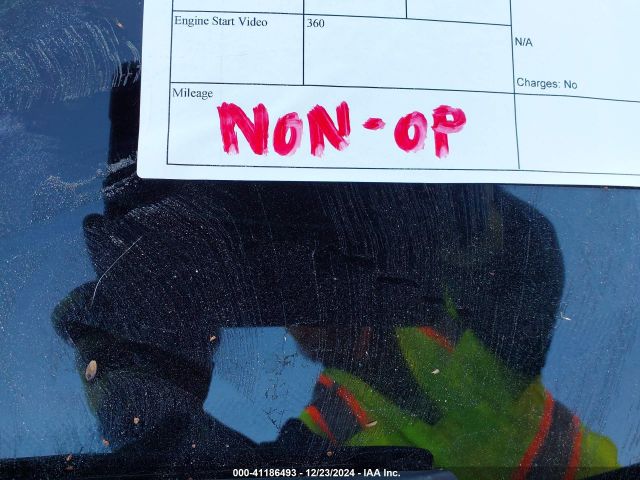 Engine Start Video
360
N/A
Charges: No
Mileage
NON-OP
000-41186493 - 12/23/2024 - IAA Inc.